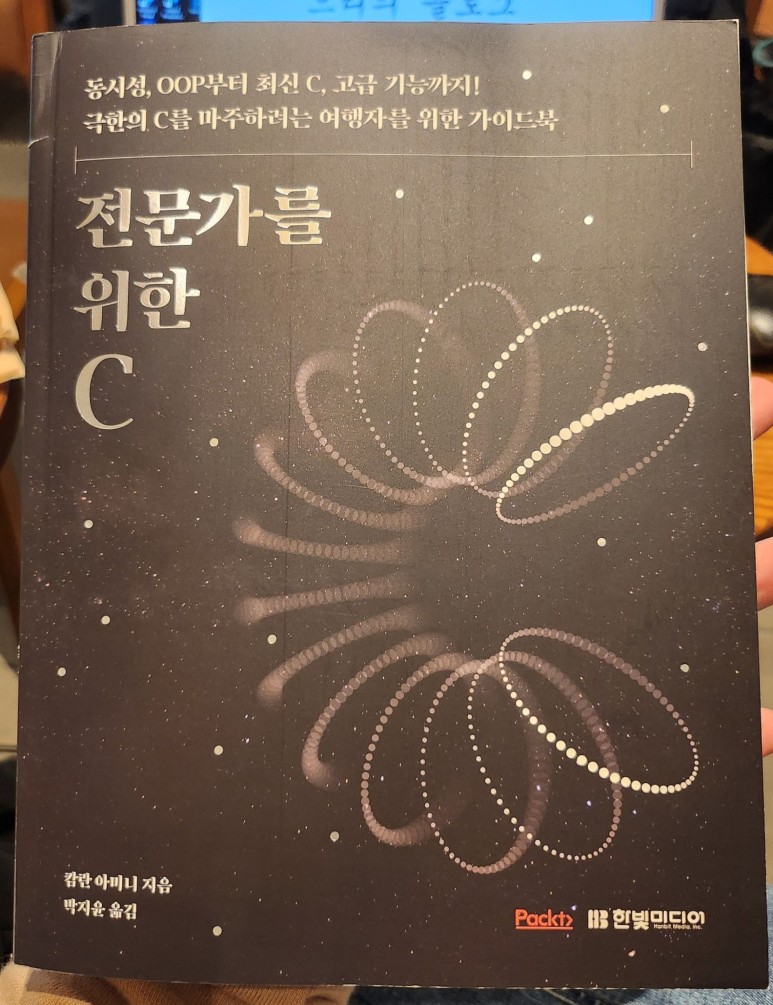 동시성, OOP부터 최신 C, 고급 기능까지!
극한의 C를 마주하려는 여행자를 위한 가이드북
전문가를
위한
C
캄란 아미니 지음
박지윤 옮김
Packt> 한빛미디어
Hanbit Media, Inc.